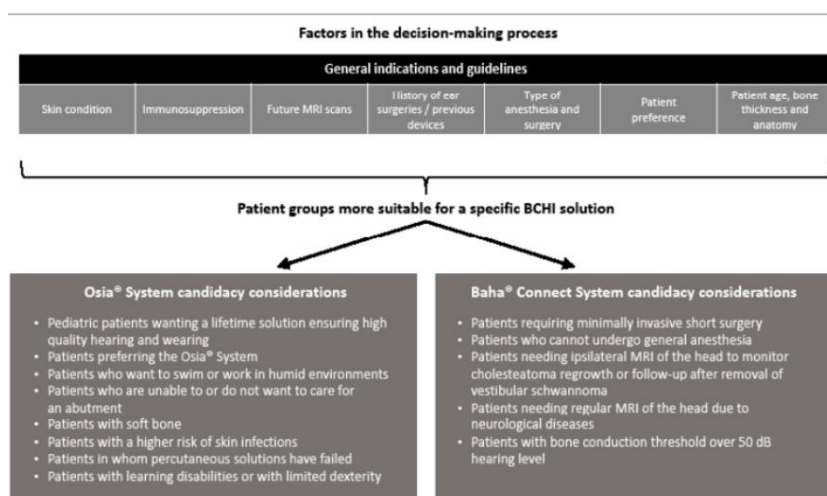 Factors in the decision-making process
General indications and guidelines
Skin condition
Immunosuppression
Future MRI scans
History of ear
surgeries / previous
devices
Type of
anesthesia and
surgery
Patient
preference
Patient age, bone
thickness and
anatomy
Patient groups more suitable for a specific BCHI solution
Osia® System candidacy considerations
• Pediatric patients wanting a lifetime solution ensuring high
quality hearing and wearing
• Patients preferring the Osia® System
• Patients who want to swim or work in humid environments
• Patients who are unable to or do not want to care for
an abutment
• Patients with soft bone
• Patients with a higher risk of skin infections
• Patients in whom percutaneous solutions have failed
• Patients with learning disabilities or with limited dexterity
Baha® Connect System candidacy considerations
• Patients requiring minimally invasive short surgery
• Patients who cannot undergo general anesthesia
• Patients needing ipsilateral MRI of the head to monitor
cholesteatoma regrowth or follow-up after removal of
vestibular schwannoma
• Patients needing regular MRI of the head due to
neurological diseases
• Patients with bone conduction threshold over 50 dB
hearing level